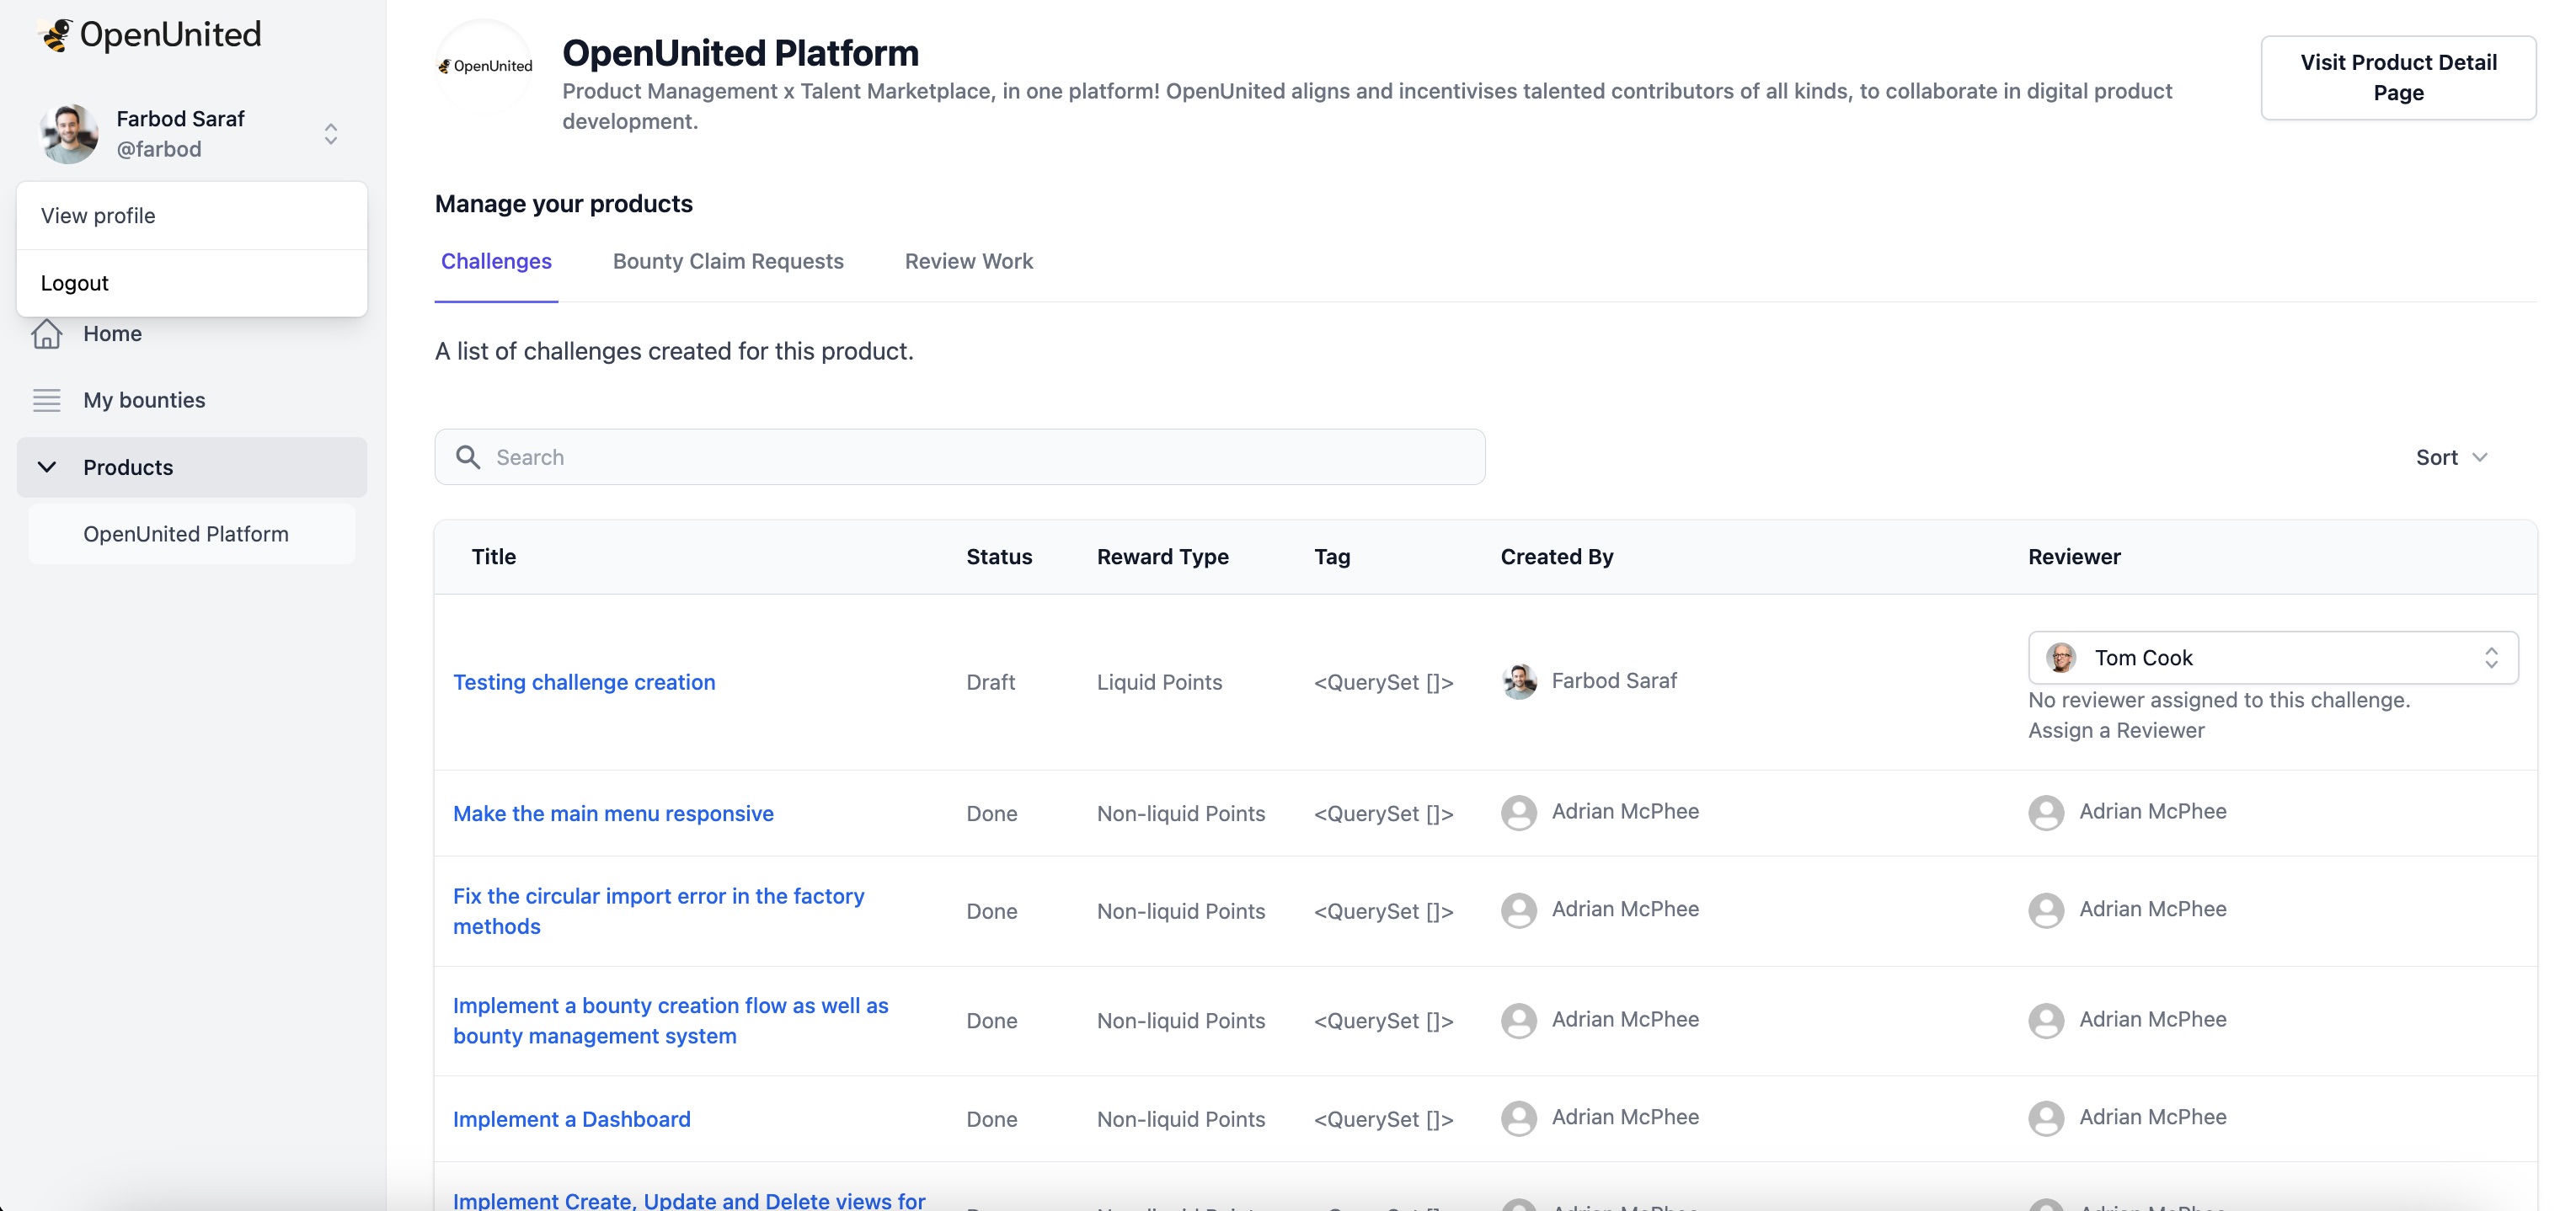 OpenUnited
Farbod Saraf
@farbod
View profile
Logout
Home
My bounties
Products
OpenUnited Platform
OpenUnited
OpenUnited Platform
Product Management x Talent Marketplace, in one platform! OpenUnited aligns and incentivises talented contributors of all kinds, to collaborate in digital product
development.
Visit Product Detail
Page
Manage your products
Challenges Bounty Claim Requests Review Work
A list of challenges created for this product.
Search
Sort
Title Status Reward Type Tag Created By Reviewer
Testing challenge creation Draft Liquid Points <QuerySet []> Farbod Saraf Tom Cook
No reviewer assigned to this challenge.
Assign a Reviewer
Make the main menu responsive Done Non-liquid Points <QuerySet []> Adrian McPhee Adrian McPhee
Fix the circular import error in the factory
methods Done Non-liquid Points <QuerySet []> Adrian McPhee Adrian McPhee
Implement a bounty creation flow as well as
bounty management system Done Non-liquid Points <QuerySet []> Adrian McPhee Adrian McPhee
Implement a Dashboard Done Non-liquid Points <QuerySet []> Adrian McPhee Adrian McPhee
Implement Create, Update and Delete views for